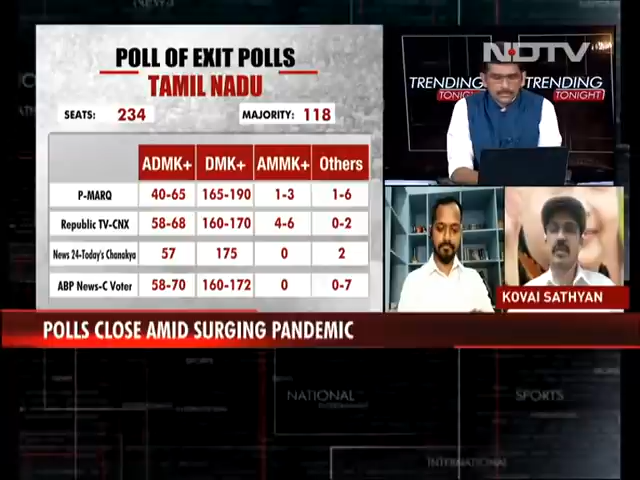 POLL OF EXIT POLLS
TAMIL NADU
SEATS: 234
MAJORITY: 118
ADMK+ DMK+ AMMK+ Others
P-MARQ 40-65 165-190 1-3 1-6
Republic TV-CNX 58-68 160-170 4-6 0-2
News 24-Today's Chanakya 57 175 0 2
ABP News-C Voter 58-70 160-172 0 0-7
NDTV
TRENDING TONIGHT
TRENDING TONIGHT
KOVAI SATHYAN
POLLS CLOSE AMID SURGING PANDEMIC
SPORTS
NATIONAL
SPORTS
INTERNATIONAL